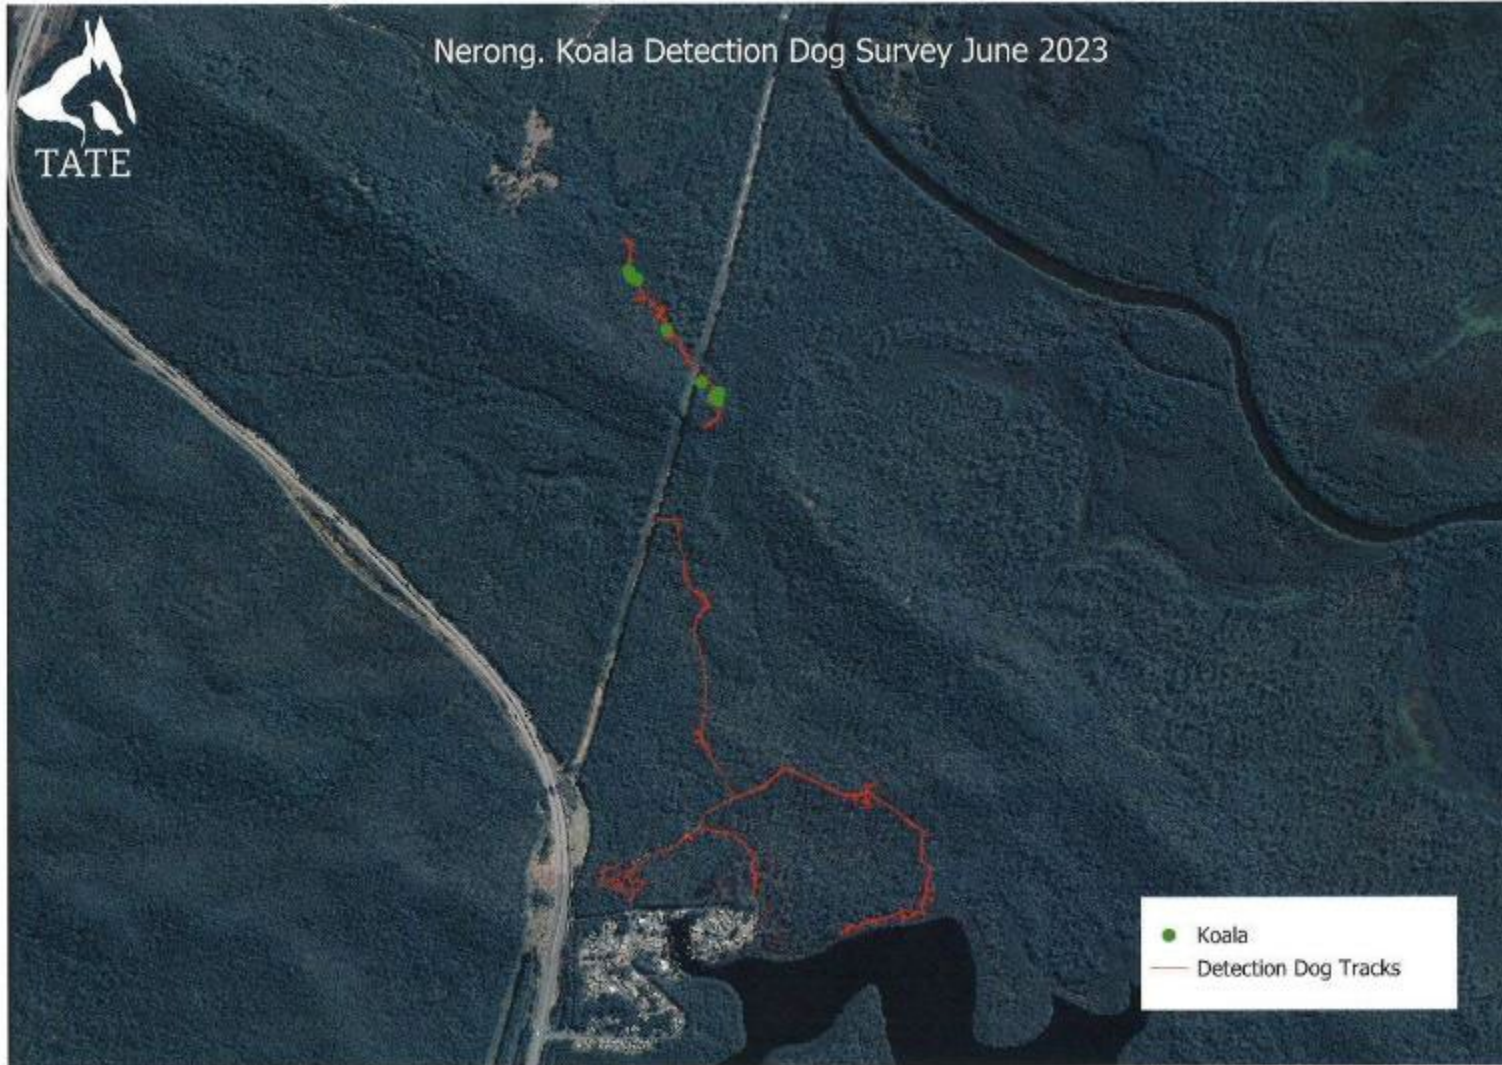 Nerong. Koala Detection Dog Survey June 2023
TATE
Koala
Detection Dog Tracks